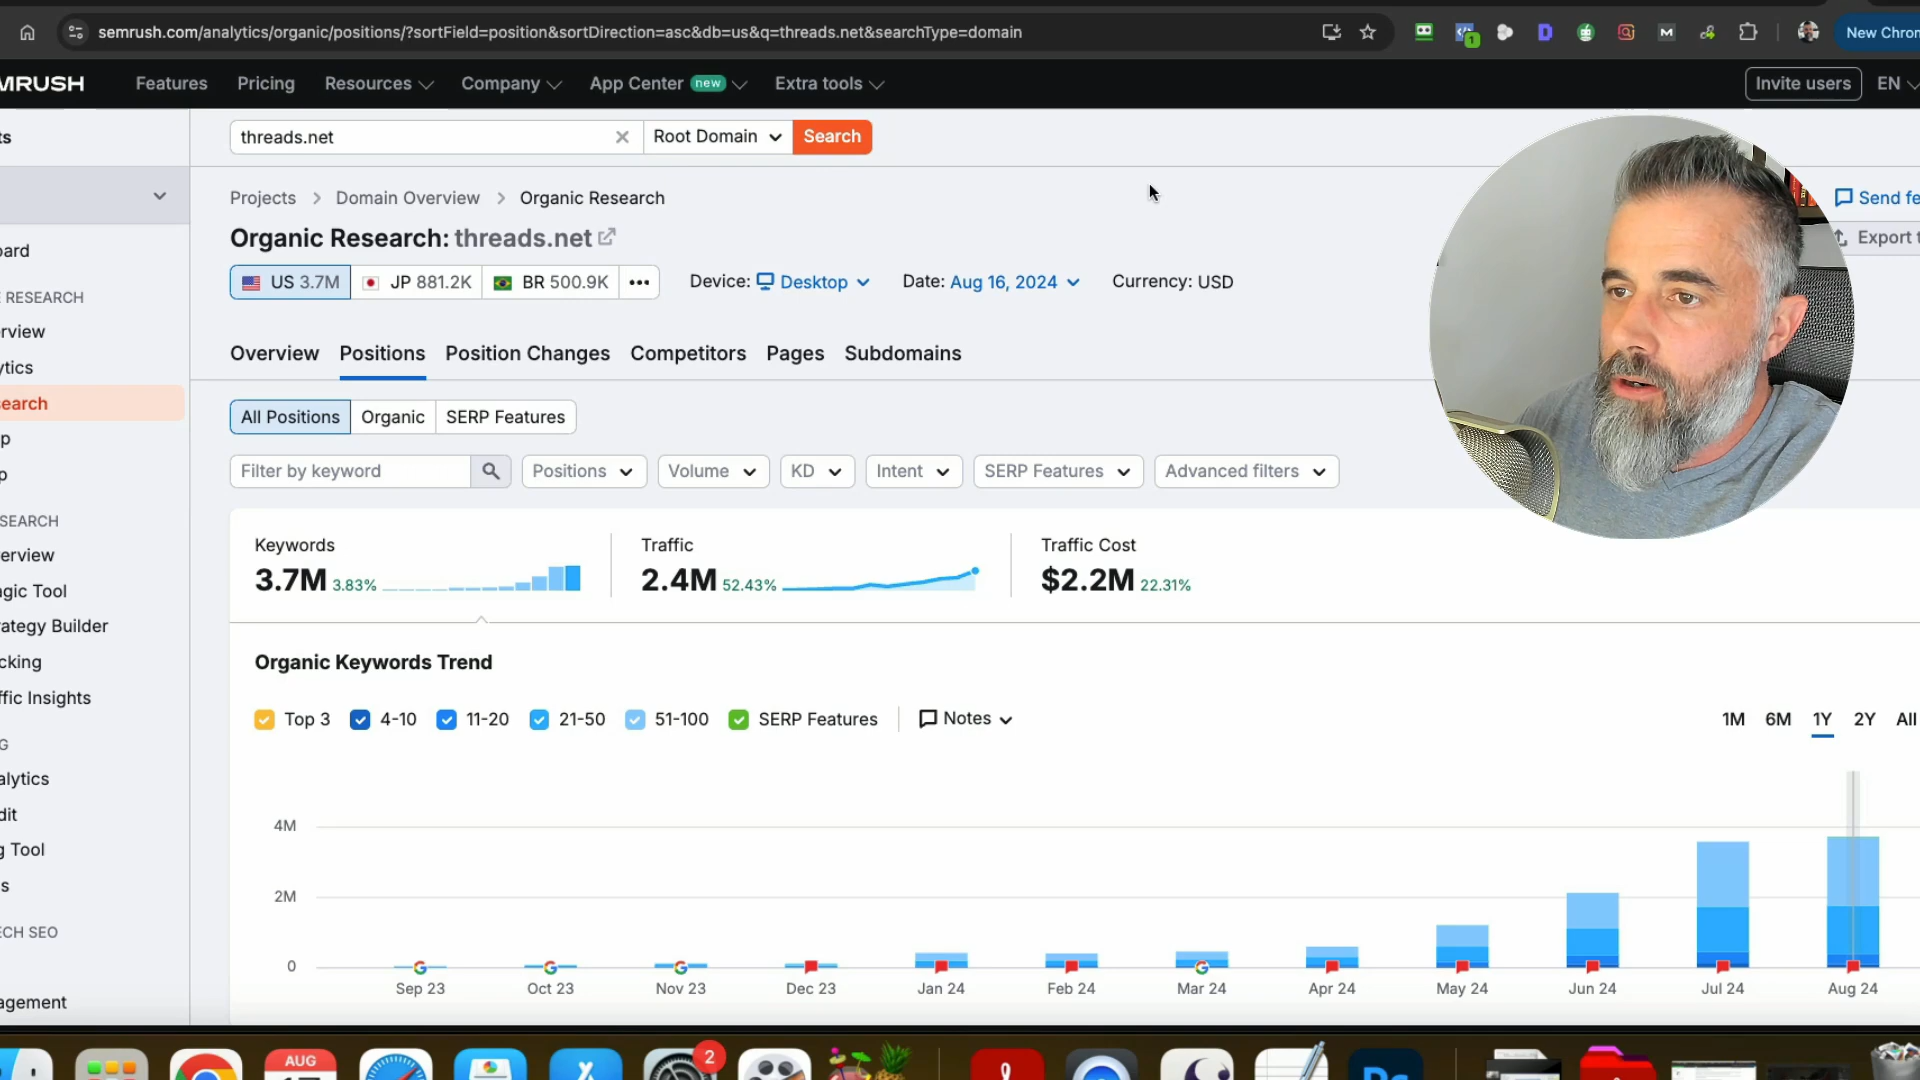 semrush.com/analytics/organic/positions/?sortField=position&sortDirection=asc&db=us&q=threads.net&searchType=domain
1
M
New Chrom
MRUSH Features Pricing Resources Company App Center new Extra tools Invite users EN
ts
threads.net Root Domain Search
Projects > Domain Overview > Organic Research
Send fe
Organic Research: threads.net
Export t
US 3.7M JP 881.2K BR 500.9K ••• Device: Desktop Date: Aug 16, 2024 Currency: USD
Overview Positions Position Changes Competitors Pages Subdomains
All Positions Organic SERP Features
Filter by keyword Positions Volume KD Intent SERP Features Advanced filters
Keywords Traffic Traffic Cost
3.7M 3.83% 2.4M 52.43% $2.2M 22.31%
Organic Keywords Trend
Top 3 4-10 11-20 21-50 51-100 SERP Features Notes 1M 6M 1Y 2Y All
4M
2M
0
Sep 23 Oct 23 Nov 23 Dec 23 Jan 24 Feb 24 Mar 24 Apr 24 May 24 Jun 24 Jul 24 Aug 24
oard
E RESEARCH
rview
ytics
earch
p
p
SEARCH
erview
agic Tool
rategy Builder
cking
ffic Insights
G
alytics
dit
g Tool
s
ECH SEO
agement
AUG
2